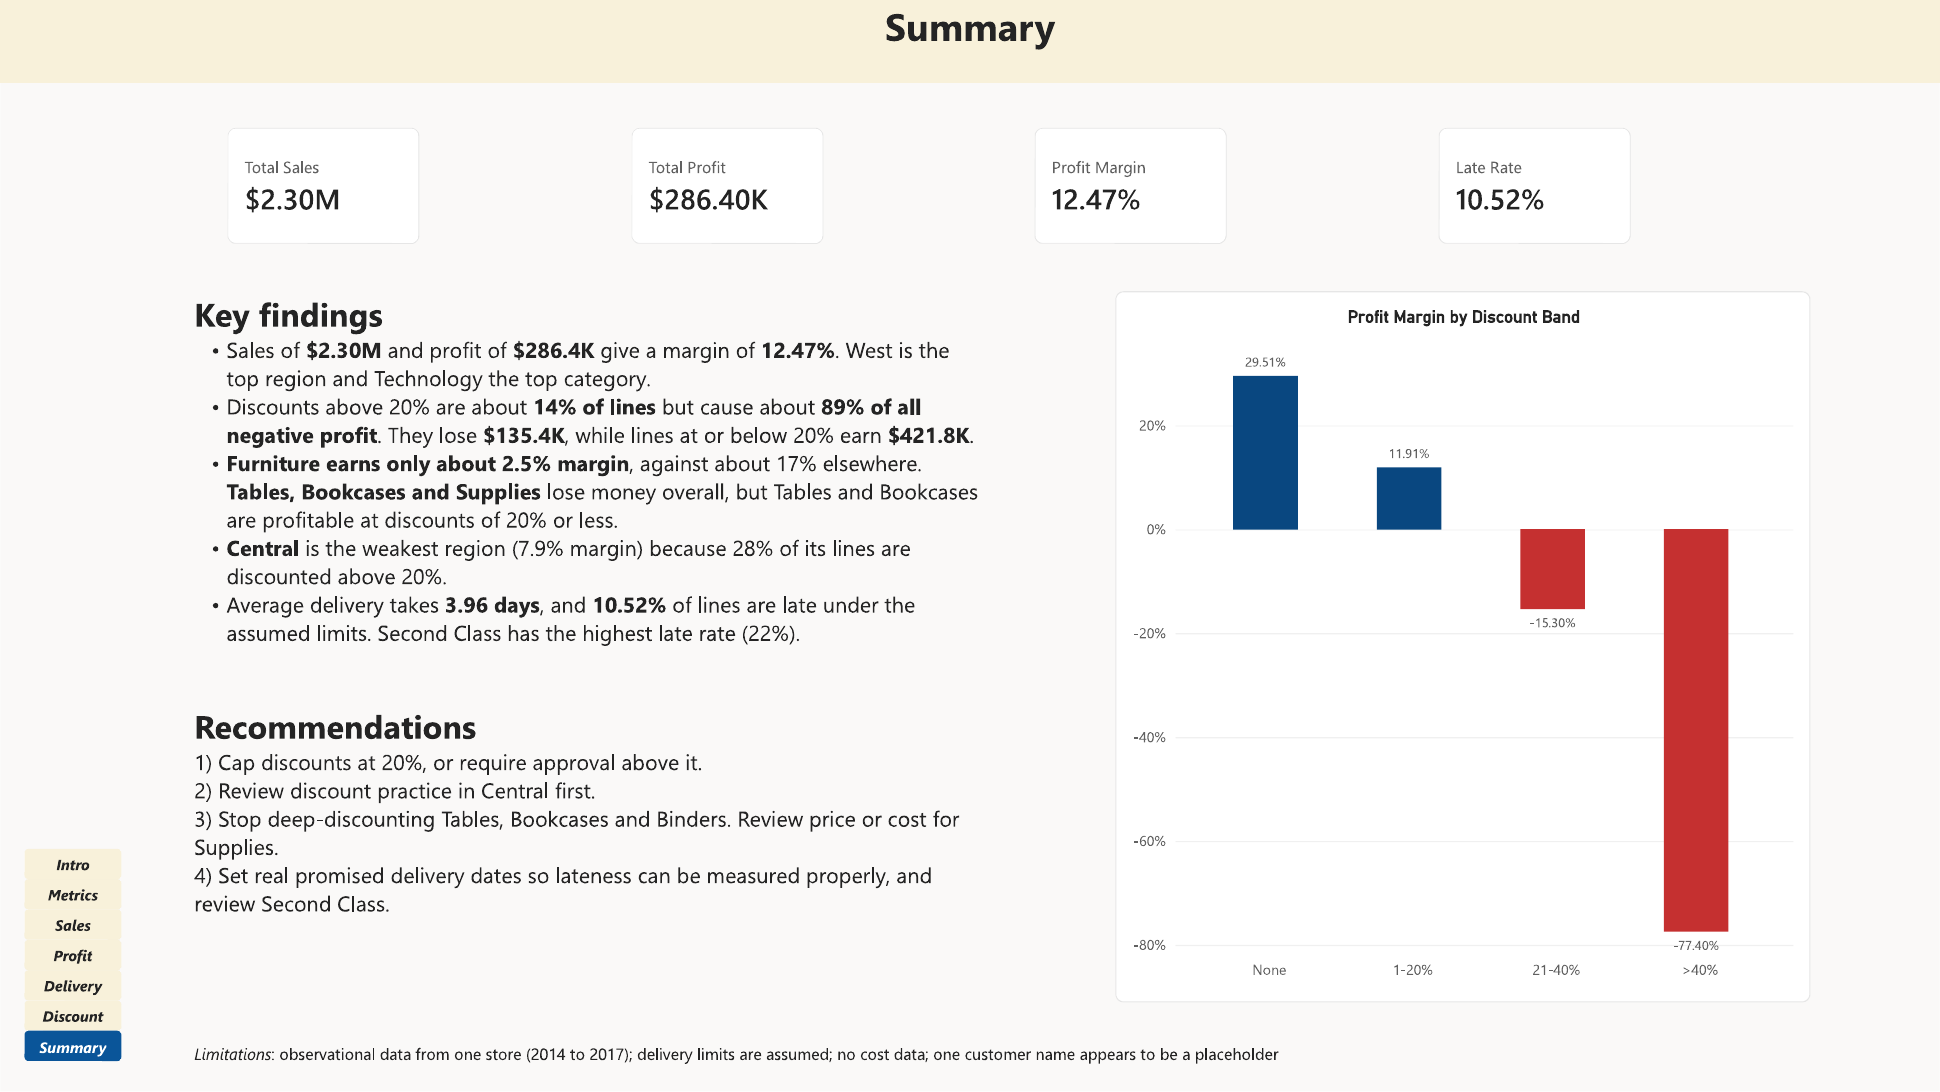 Summary
Total Sales
$2.30M
Total Profit
$286.40K
Profit Margin
12.47%
Late Rate
10.52%
Key findings
• Sales of $2.30M and profit of $286.4K give a margin of 12.47%. West is the
top region and Technology the top category.
• Discounts above 20% are about 14% of lines but cause about 89% of all
negative profit. They lose $135.4K, while lines at or below 20% earn $421.8K.
• Furniture earns only about 2.5% margin, against about 17% elsewhere.
Tables, Bookcases and Supplies lose money overall, but Tables and Bookcases
are profitable at discounts of 20% or less.
• Central is the weakest region (7.9% margin) because 28% of its lines are
discounted above 20%.
• Average delivery takes 3.96 days, and 10.52% of lines are late under the
assumed limits. Second Class has the highest late rate (22%).
Recommendations
1) Cap discounts at 20%, or require approval above it.
2) Review discount practice in Central first.
3) Stop deep-discounting Tables, Bookcases and Binders. Review price or cost for
Supplies.
4) Set real promised delivery dates so lateness can be measured properly, and
review Second Class.
Profit Margin by Discount Band
29.51%
11.91%
-15.30%
-77.40%
20%
0%
-20%
-40%
-60%
-80%
None
1-20%
21-40%
>40%
Intro
Metrics
Sales
Profit
Delivery
Discount
Summary
Limitations: observational data from one store (2014 to 2017); delivery limits are assumed; no cost data; one customer name appears to be a placeholder